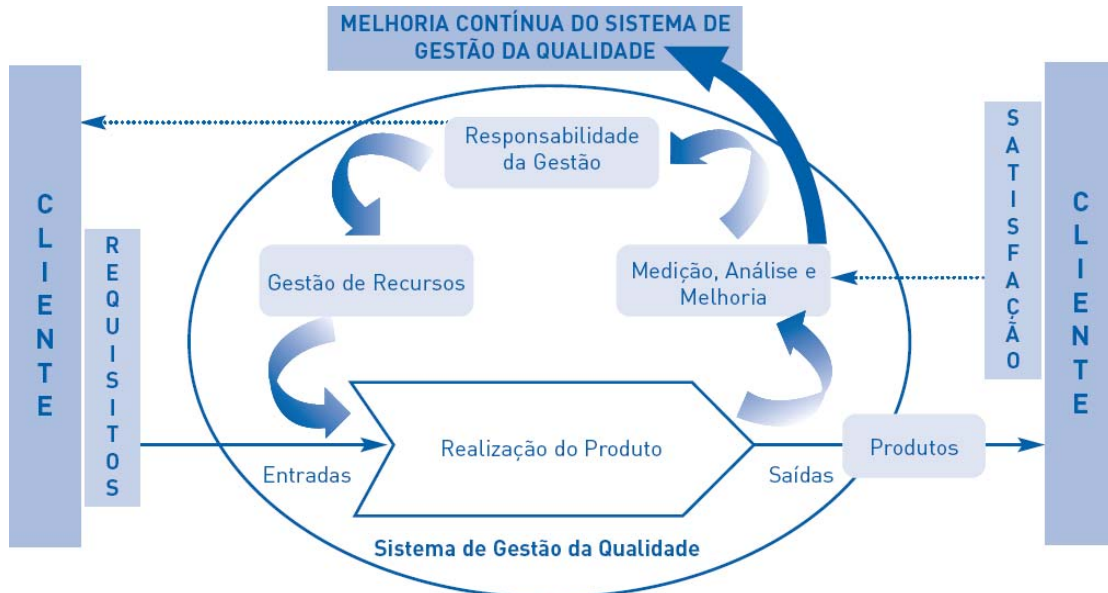 MELHORIA CONTÍNUA DO SISTEMA DE
GESTÃO DA QUALIDADE
CLIENTE
REQUISITOS
Responsabilidade
da Gestão
Gestão de Recursos
Medição, Análise e
Melhoria
SATISFAÇÃO
CLIENTE
Entradas
Realização do Produto
Saídas
Produtos
Sistema de Gestão da Qualidade